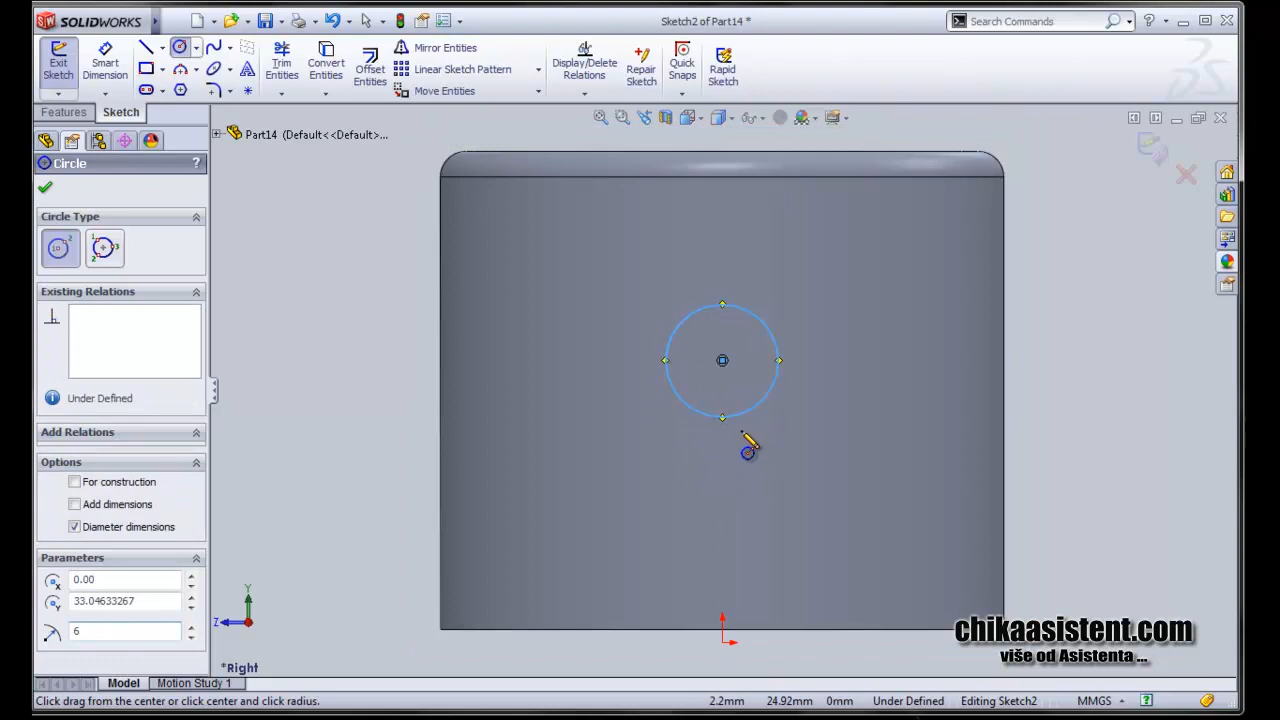 SOLIDWORKS
Sketch2 of Part14 *
Search Commands
Exit Sketch
Smart Dimension
Trim Entities
Convert Entities
Offset Entities
Mirror Entities
Linear Sketch Pattern
Move Entities
Display/Delete Relations
Repair Sketch
Quick Snaps
Rapid Sketch
Features
Sketch
Part14 (Default<<Default>...
Circle
?
Circle Type
Existing Relations
Under Defined
Add Relations
Options
For construction
Add dimensions
Diameter dimensions
Parameters
0.00
33.04633267
6
Y
Z
*Right
chikaasistent.com
više od Asistenta ...
Model
Motion Study 1
Click drag from the center or click center and click radius.
2.2mm
24.92mm
0mm
Under Defined
Editing Sketch2
MMGS
?